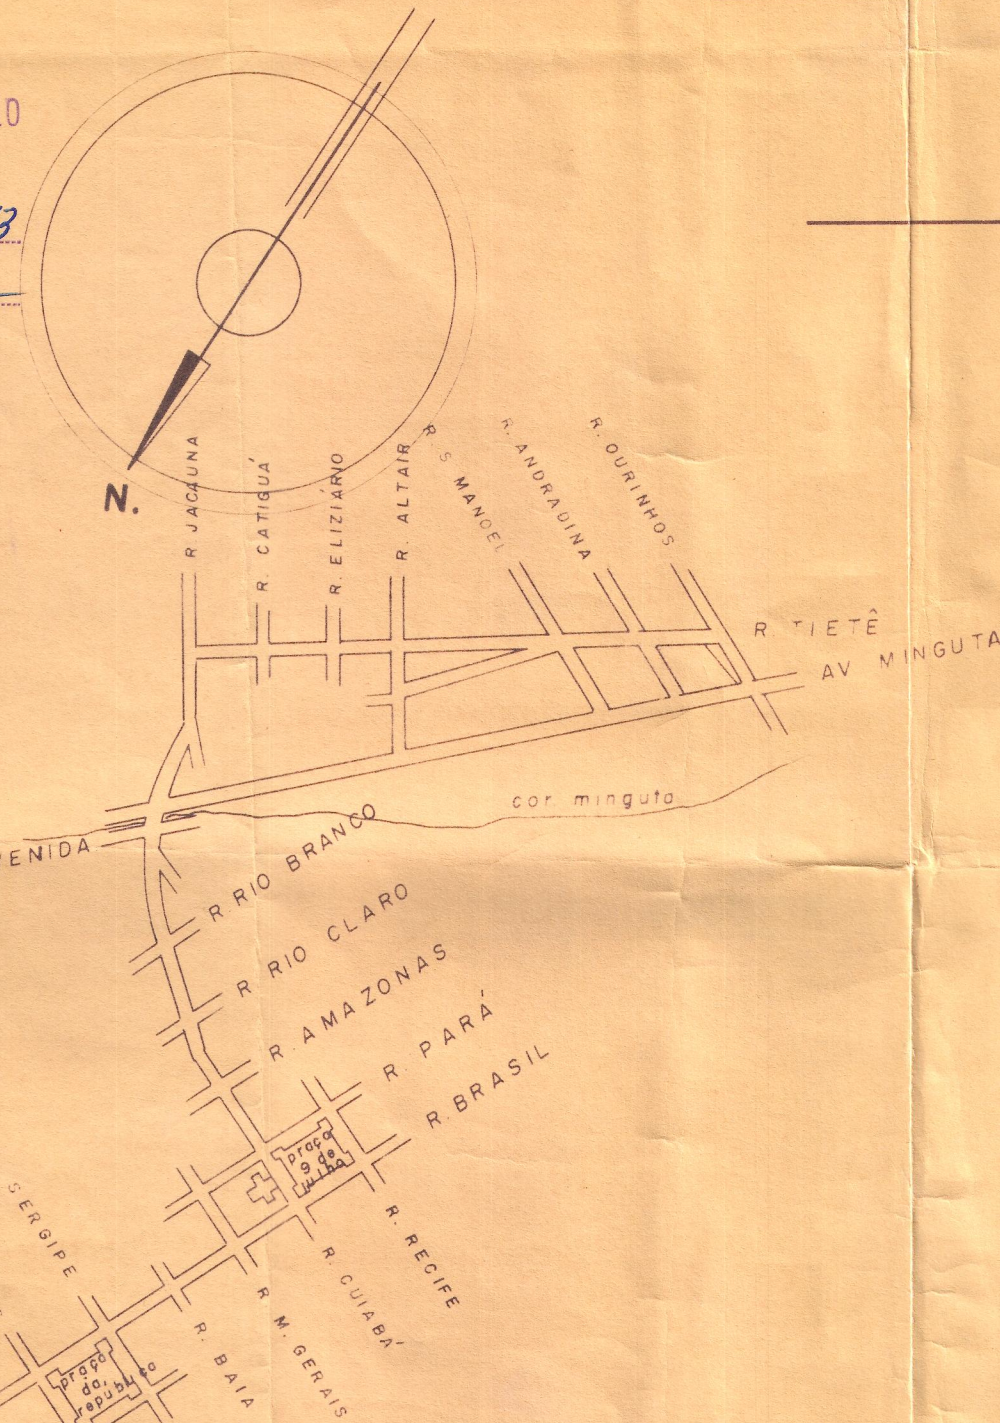 N.
R JACAUNA
R. CATIGUÁ
R. ELIZIÁRIO
R. ALTAIR
R. S. MANOEL
R. ANDRADINA
R. OURINHOS
R. TIETÊ
AV MINGUTA
cor. minguta
ENIDA
R. RIO BRANCO
R RIO CLARO
R. AMAZONAS
R. PARÁ
R. BRASIL
praça
9 de
julho
R. RECIFE
R. CUIABÁ
R M. GERAIS
R. BAIA
SERGIPE
praça
da.
republica